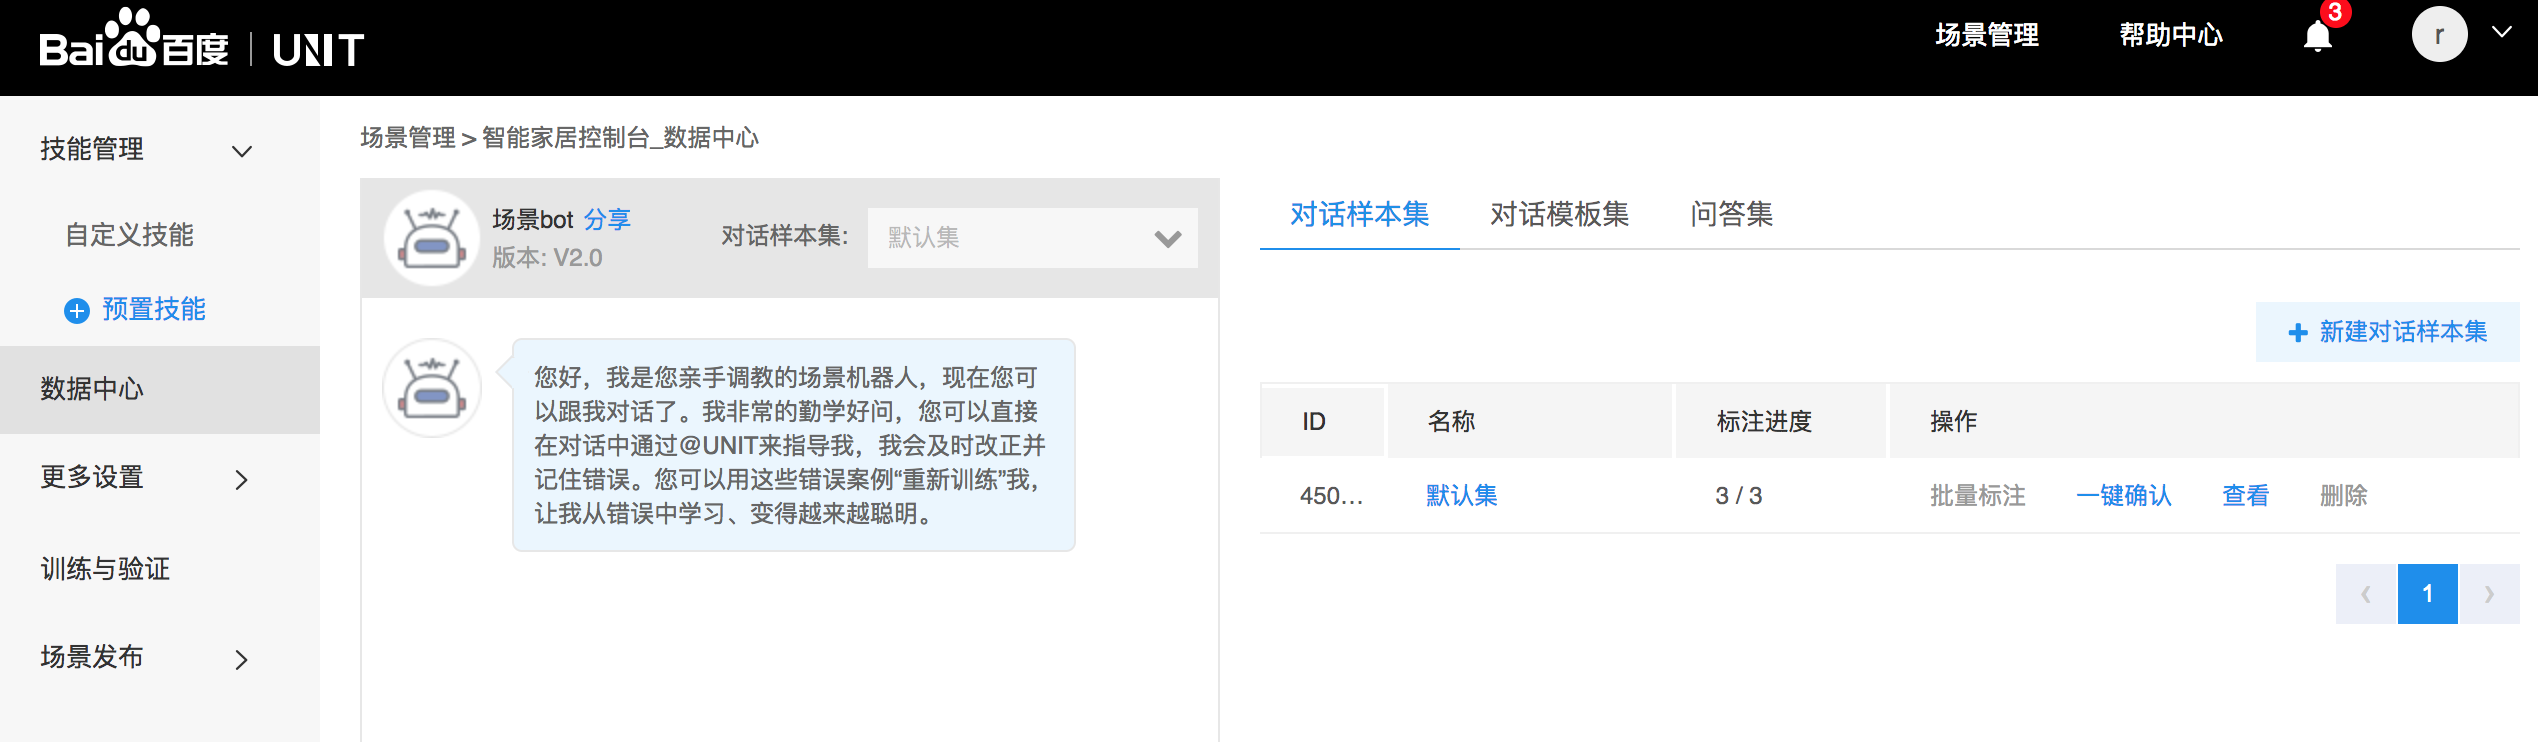 Baidu百度 | UNIT
场景管理
帮助中心
3
r
技能管理
自定义技能
预置技能
数据中心
更多设置
训练与验证
场景发布
场景管理 > 智能家居控制台_数据中心
场景bot 分享
版本: V2.0
对话样本集:
默认集
您好，我是您亲手调教的场景机器人，现在您可
以跟我对话了。我非常的勤学好问，您可以直接
在对话中通过@UNIT来指导我，我会及时改正并
记住错误。您可以用这些错误案例“重新训练”我，
让我从错误中学习、变得越来越聪明。
对话样本集 对话模板集 问答集
新建对话样本集
ID 名称 标注进度 操作
450... 默认集 3 / 3 批量标注 一键确认 查看 删除
1